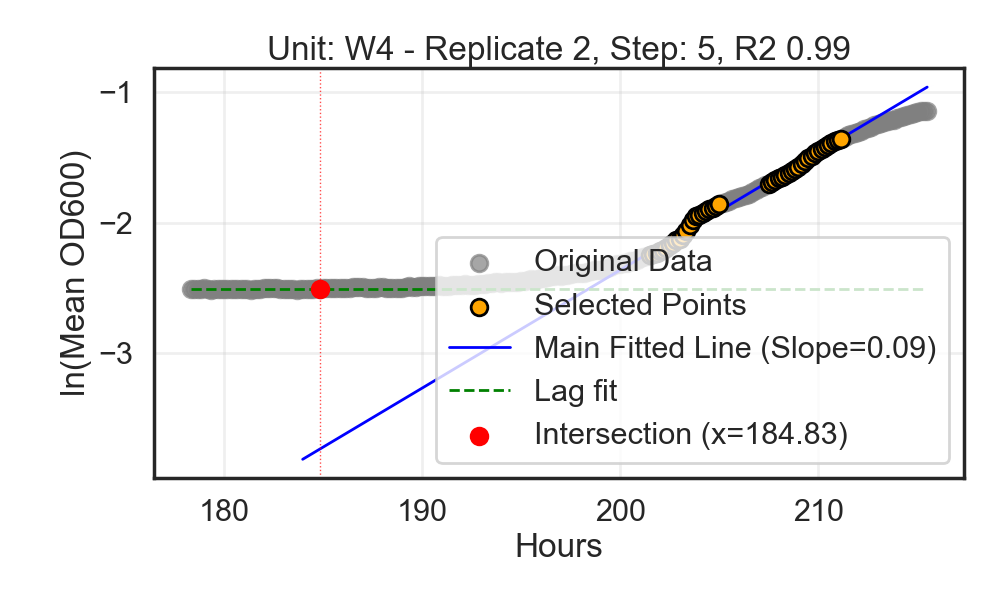 Unit: W4 - Replicate 2, Step: 5, R2 0.99
−1
−2
−3
ln(Mean OD600)
Original Data
Selected Points
Main Fitted Line (Slope=0.09)
Lag fit
Intersection (x=184.83)
180 190 200 210
Hours